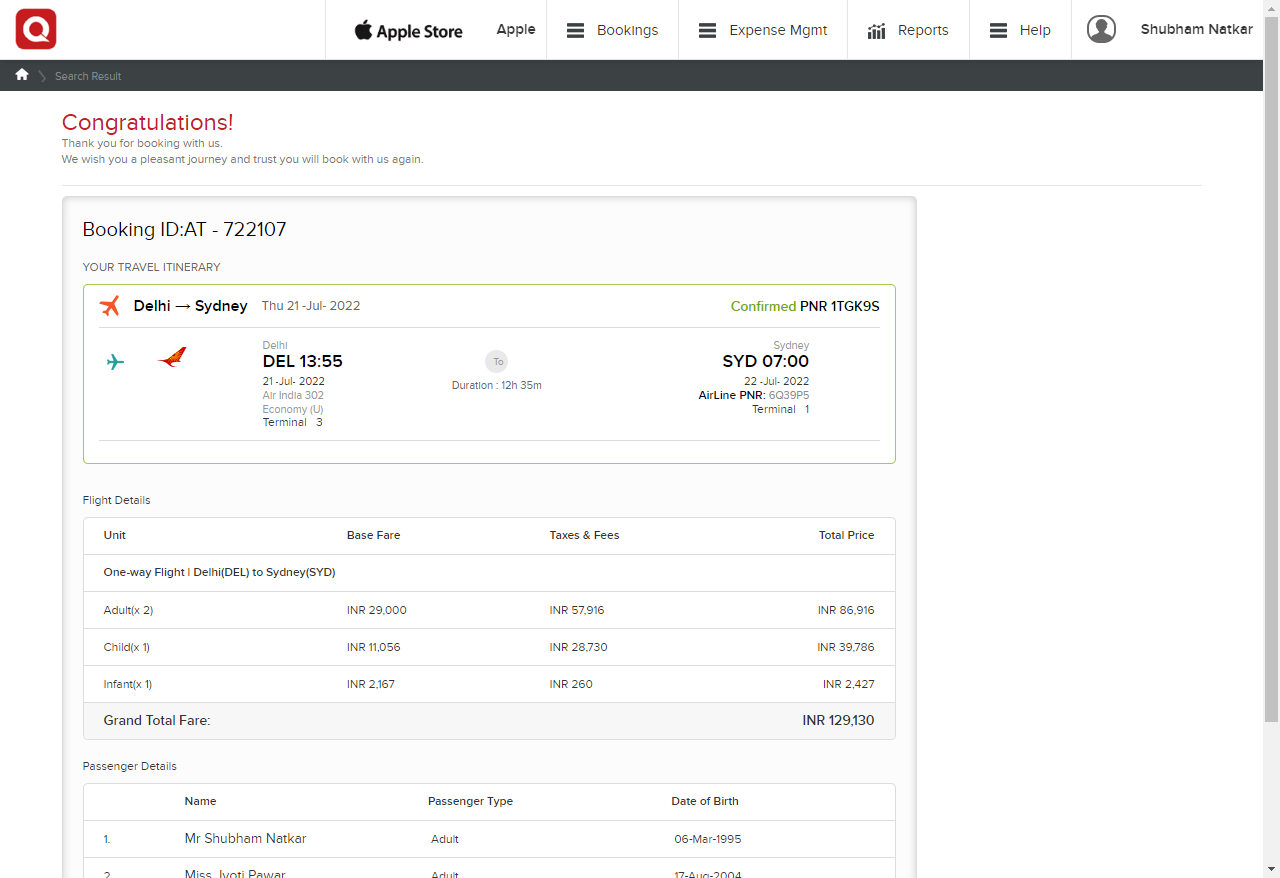 Q Apple Store Apple Bookings Expense Mgmt Reports Help Shubham Natkar
Search Result
Congratulations!
Thank you for booking with us.
We wish you a pleasant journey and trust you will book with us again.
Booking ID:AT - 722107
YOUR TRAVEL ITINERARY
Delhi → Sydney Thu 21 -Jul- 2022 Confirmed PNR 1TGK9S
Delhi Sydney
DEL 13:55 To SYD 07:00
21 -Jul- 2022 Duration : 12h 35m 22 -Jul- 2022
Air India 302 AirLine PNR: 6Q39P5
Economy (U) Terminal 1
Terminal 3
Flight Details
Unit Base Fare Taxes & Fees Total Price
One-way Flight | Delhi(DEL) to Sydney(SYD)
Adult(x 2) INR 29,000 INR 57,916 INR 86,916
Child(x 1) INR 11,056 INR 28,730 INR 39,786
Infant(x 1) INR 2,167 INR 260 INR 2,427
Grand Total Fare: INR 129,130
Passenger Details
Name Passenger Type Date of Birth
1. Mr Shubham Natkar Adult 06-Mar-1995
2. Miss. Jyoti Pawar Adult 17-Aug-2004